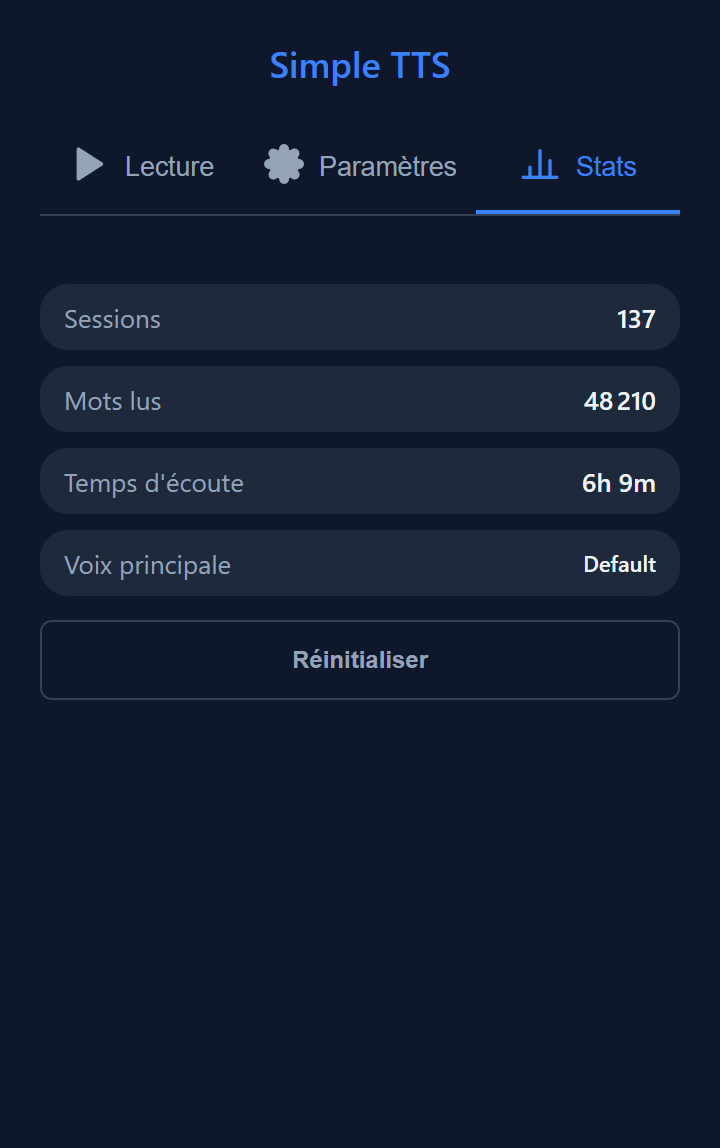 Simple TTS
Lecture Paramètres Stats
Sessions 137
Mots lus 48 210
Temps d'écoute 6h 9m
Voix principale Default
Réinitialiser